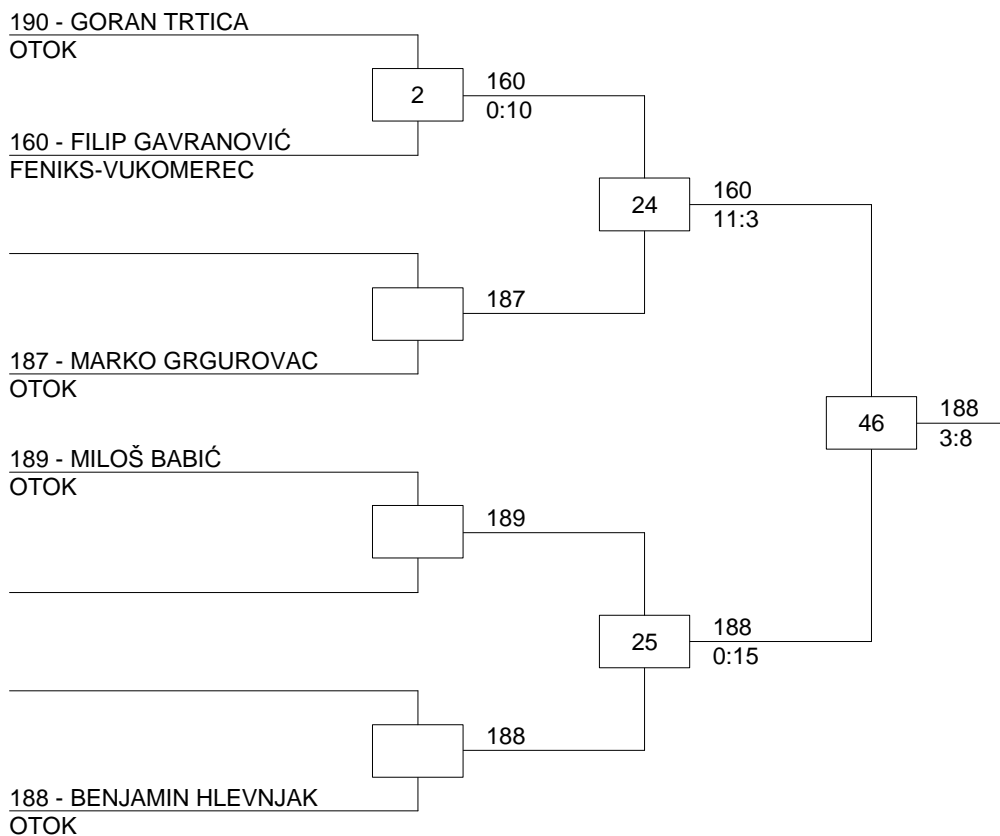 190 - GORAN TRTICA
OTOK
2
160
0:10
160 - FILIP GAVRANOVIĆ
FENIKS-VUKOMEREC
24
160
11:3
187
187 - MARKO GRGUROVAC
OTOK
46
188
3:8
189 - MILOŠ BABIĆ
OTOK
189
25
188
0:15
188
188 - BENJAMIN HLEVNJAK
OTOK